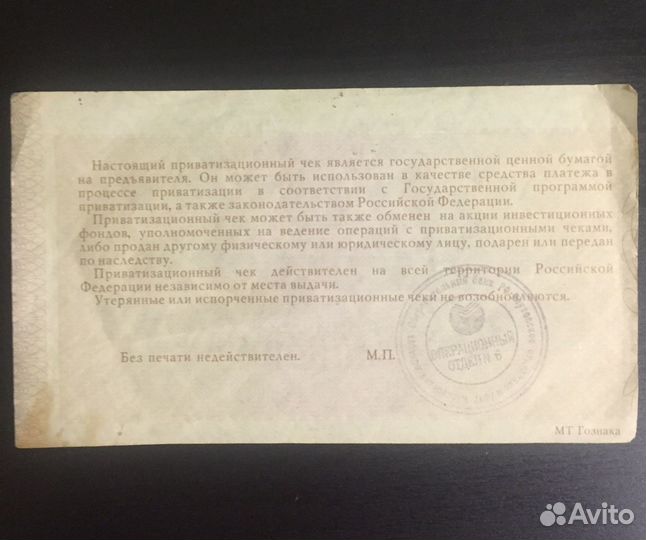 Настоящий приватизационный чек является государственной ценной бумагой
на предъявителя. Он может быть использован в качестве средства платежа в
процессе приватизации в соответствии с Государственной программой
приватизации, а также законодательством Российской Федерации.
Приватизационный чек может быть также обменен на акции инвестиционных
фондов, уполномоченных на ведение операций с приватизационными чеками,
либо продан другому физическому или юридическому лицу, подарен или передан
по наследству.
Приватизационный чек действителен на всей территории Российской
Федерации независимо от места выдачи.
Утерянные или испорченные приватизационные чеки не возобновляются.
Без печати недействителен. М.П.
ОПЕРАЦИОННЫЙ
ОТДЕЛ N 6
МТ Гознака
Avito